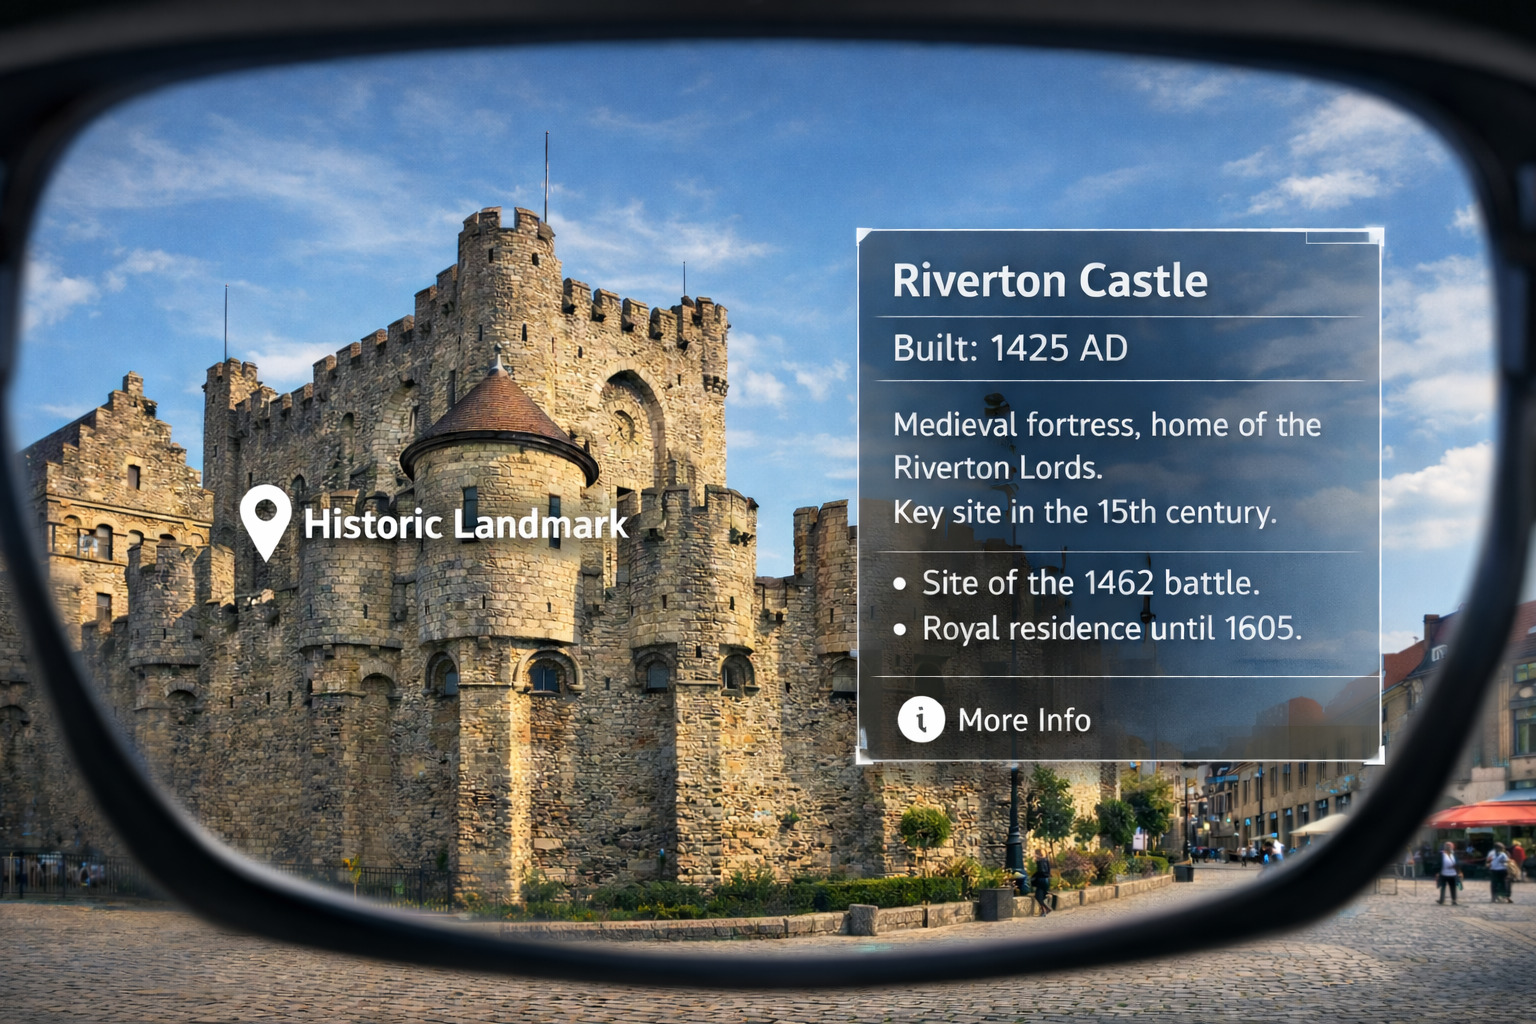 Riverton Castle
Built: 1425 AD
Medieval fortress, home of the
Riverton Lords.
Key site in the 15th century.
• Site of the 1462 battle.
• Royal residence until 1605.
i More Info
Historic Landmark